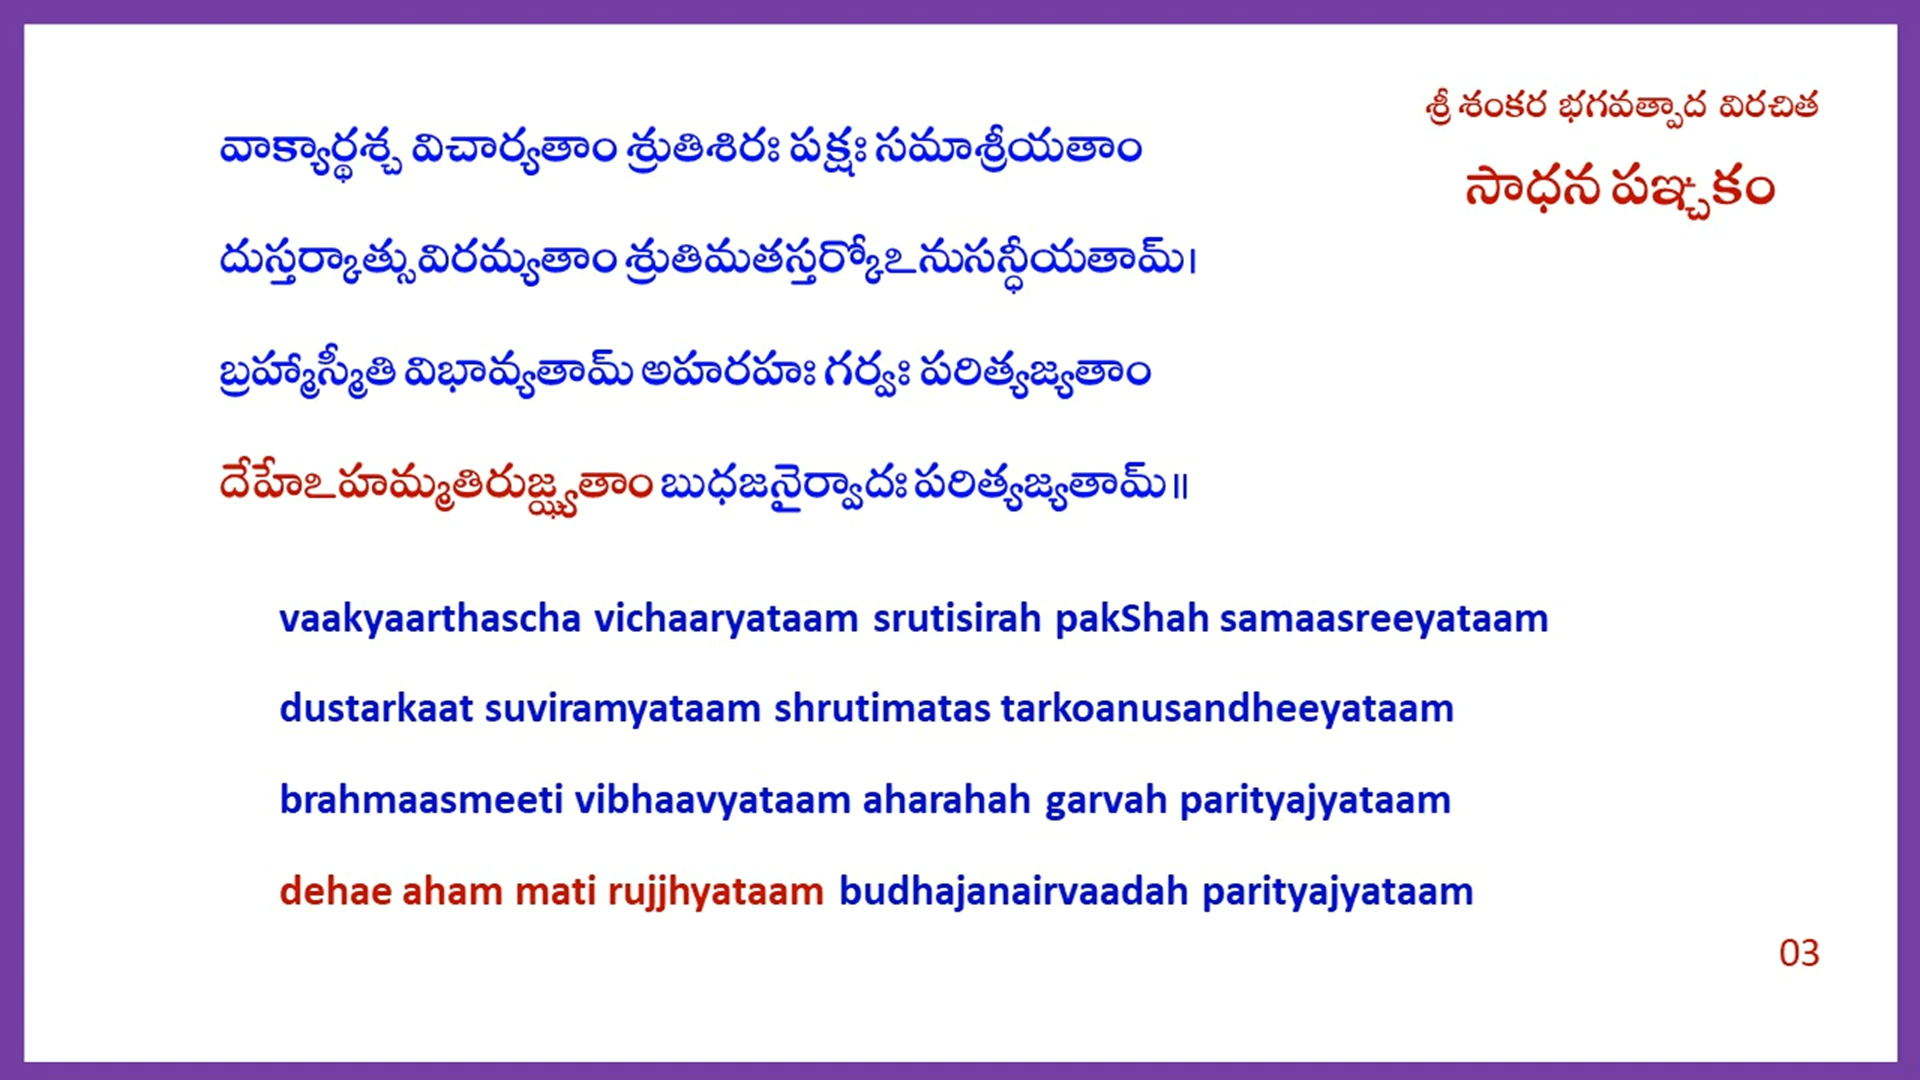 శ్రీ శంకర భగవత్పాద విరచిత
సాధన పఞ్చకం
వాక్యార్థశ్చ విచార్యతాం శ్రుతిశిరః పక్షః సమాశ్రీయతాం
దుస్తర్కాత్సువిరమ్యతాం శ్రుతిమతస్తర్కోఽనుసన్ధీయతామ్।
బ్రహ్మాస్మీతి విభావ్యతామ్ అహరహః గర్వః పరిత్యజ్యతాం
దేహేఽహమ్మతిరుజ్ఝ్యతాం బుధజనైర్వాదః పరిత్యజ్యతామ్॥
vaakyaarthascha vichaaryataam srutisirah pakShah samaasreeyataam
dustarkaat suviramyataam shrutimatas tarkoanusandheeyataam
brahmaasmeeti vibhaavyataam aharahah garvah parityajyataam
dehae aham mati rujjhyataam budhajanairvaadah parityajyataam
03